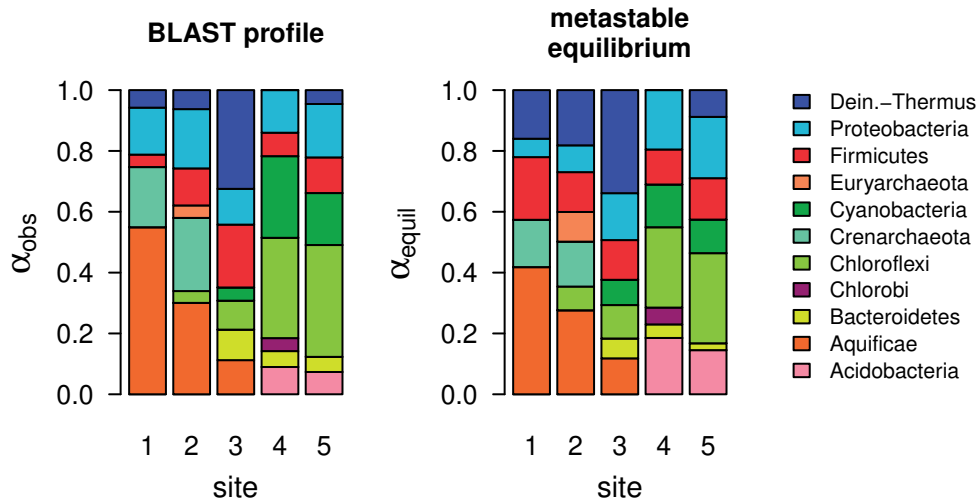 BLAST profile
αobs
1.0
0.8
0.6
0.4
0.2
0.0
1 2 3 4 5
site
metastable
equilibrium
αequil
1.0
0.8
0.6
0.4
0.2
0.0
1 2 3 4 5
site
Dein.−Thermus
Proteobacteria
Firmicutes
Euryarchaeota
Cyanobacteria
Crenarchaeota
Chloroflexi
Chlorobi
Bacteroidetes
Aquificae
Acidobacteria